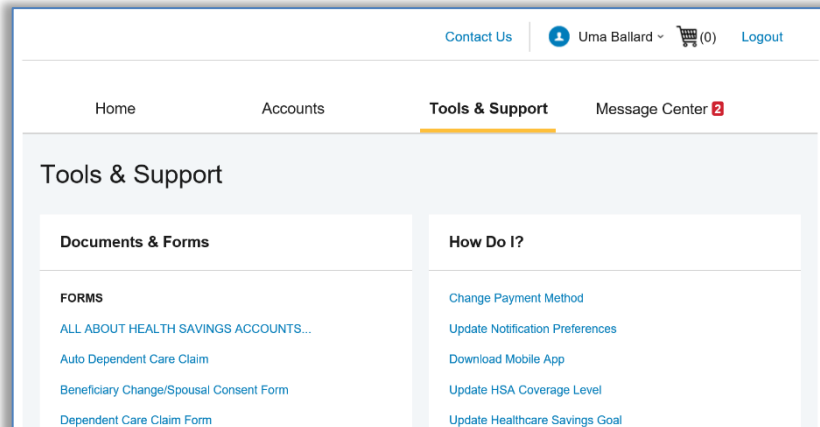 Contact Us Uma Ballard (0) Logout
Home Accounts Tools & Support Message Center 2
Tools & Support
Documents & Forms
FORMS
ALL ABOUT HEALTH SAVINGS ACCOUNTS...
Auto Dependent Care Claim
Beneficiary Change/Spousal Consent Form
Dependent Care Claim Form
How Do I?
Change Payment Method
Update Notification Preferences
Download Mobile App
Update HSA Coverage Level
Update Healthcare Savings Goal